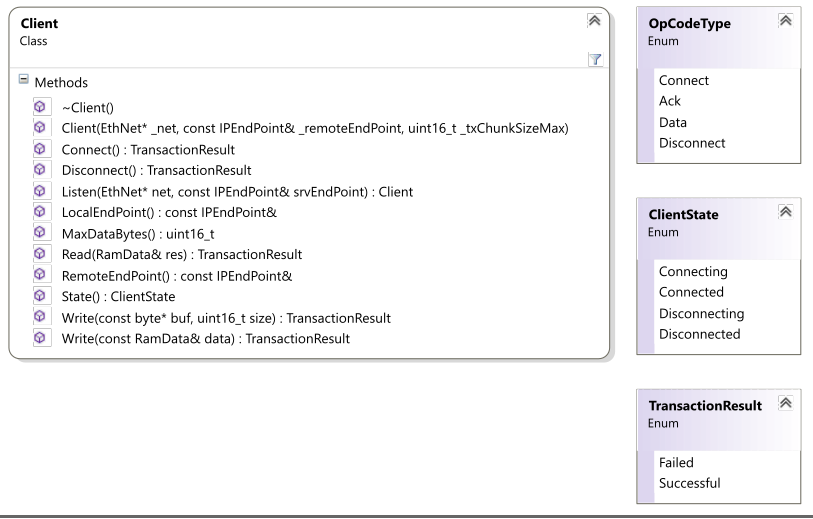 Client
Class
Methods
~Client()
Client(EthNet* _net, const IPEndPoint& _remoteEndPoint, uint16_t _txChunkSizeMax)
Connect() : TransactionResult
Disconnect() : TransactionResult
Listen(EthNet* net, const IPEndPoint& srvEndPoint) : Client
LocalEndPoint() : const IPEndPoint&
MaxDataBytes() : uint16_t
Read(RamData& res) : TransactionResult
RemoteEndPoint() : const IPEndPoint&
State() : ClientState
Write(const byte* buf, uint16_t size) : TransactionResult
Write(const RamData& data) : TransactionResult
OpCodeType
Enum
Connect
Ack
Data
Disconnect
ClientState
Enum
Connecting
Connected
Disconnecting
Disconnected
TransactionResult
Enum
Failed
Successful